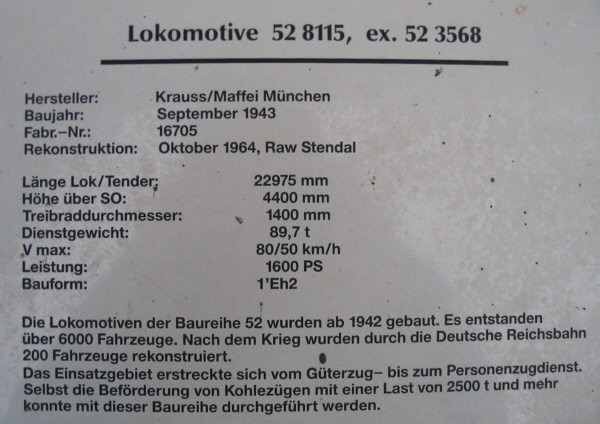 Lokomotive 52 8115, ex. 52 3568
Hersteller: Krauss/Maffei München
Baujahr: September 1943
Fabr.-Nr.: 16705
Rekonstruktion: Oktober 1964, Raw Stendal
Länge Lok/Tender: 22975 mm
Höhe über SO: 4400 mm
Treibraddurchmesser: 1400 mm
Dienstgewicht: 89,7 t
V max: 80/50 km/h
Leistung: 1600 PS
Bauform: 1'Eh2
Die Lokomotiven der Baureihe 52 wurden ab 1942 gebaut. Es entstanden
über 6000 Fahrzeuge. Nach dem Krieg wurden durch die Deutsche Reichsbahn
200 Fahrzeuge rekonstruiert.
Das Einsatzgebiet erstreckte sich vom Güterzug- bis zum Personenzugdienst.
Selbst die Beförderung von Kohlezügen mit einer Last von 2500 t und mehr
konnte mit dieser Baureihe durchgeführt werden.